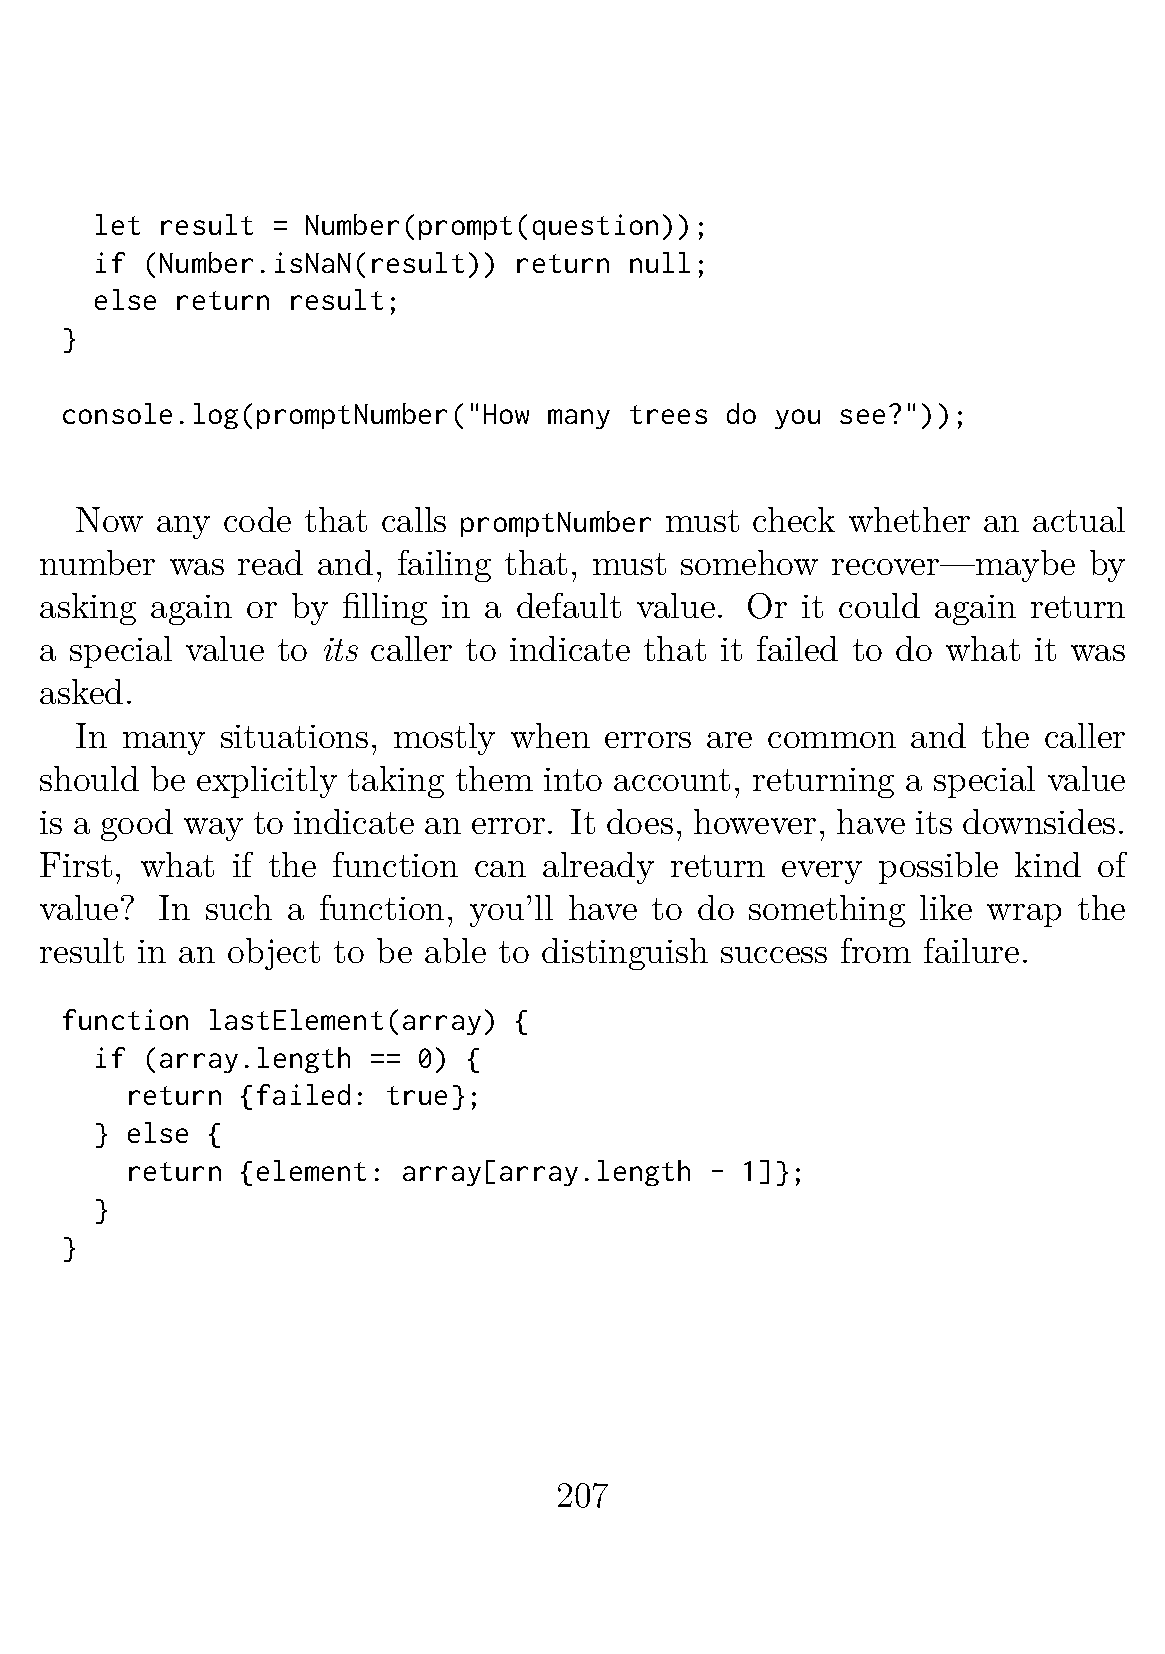 let result = Number(prompt(question));
  if (Number.isNaN(result)) return null;
  else return result;
}
console.log(promptNumber("How many trees do you see?"));
Now any code that calls promptNumber must check whether an actual
number was read and, failing that, must somehow recover—maybe by
asking again or by filling in a default value. Or it could again return
a special value to its caller to indicate that it failed to do what it was
asked.
In many situations, mostly when errors are common and the caller
should be explicitly taking them into account, returning a special value
is a good way to indicate an error. It does, however, have its downsides.
First, what if the function can already return every possible kind of
value? In such a function, you'll have to do something like wrap the
result in an object to be able to distinguish success from failure.
function lastElement(array) {
  if (array.length == 0) {
    return {failed: true};
  } else {
    return {element: array[array.length - 1]};
  }
}
207